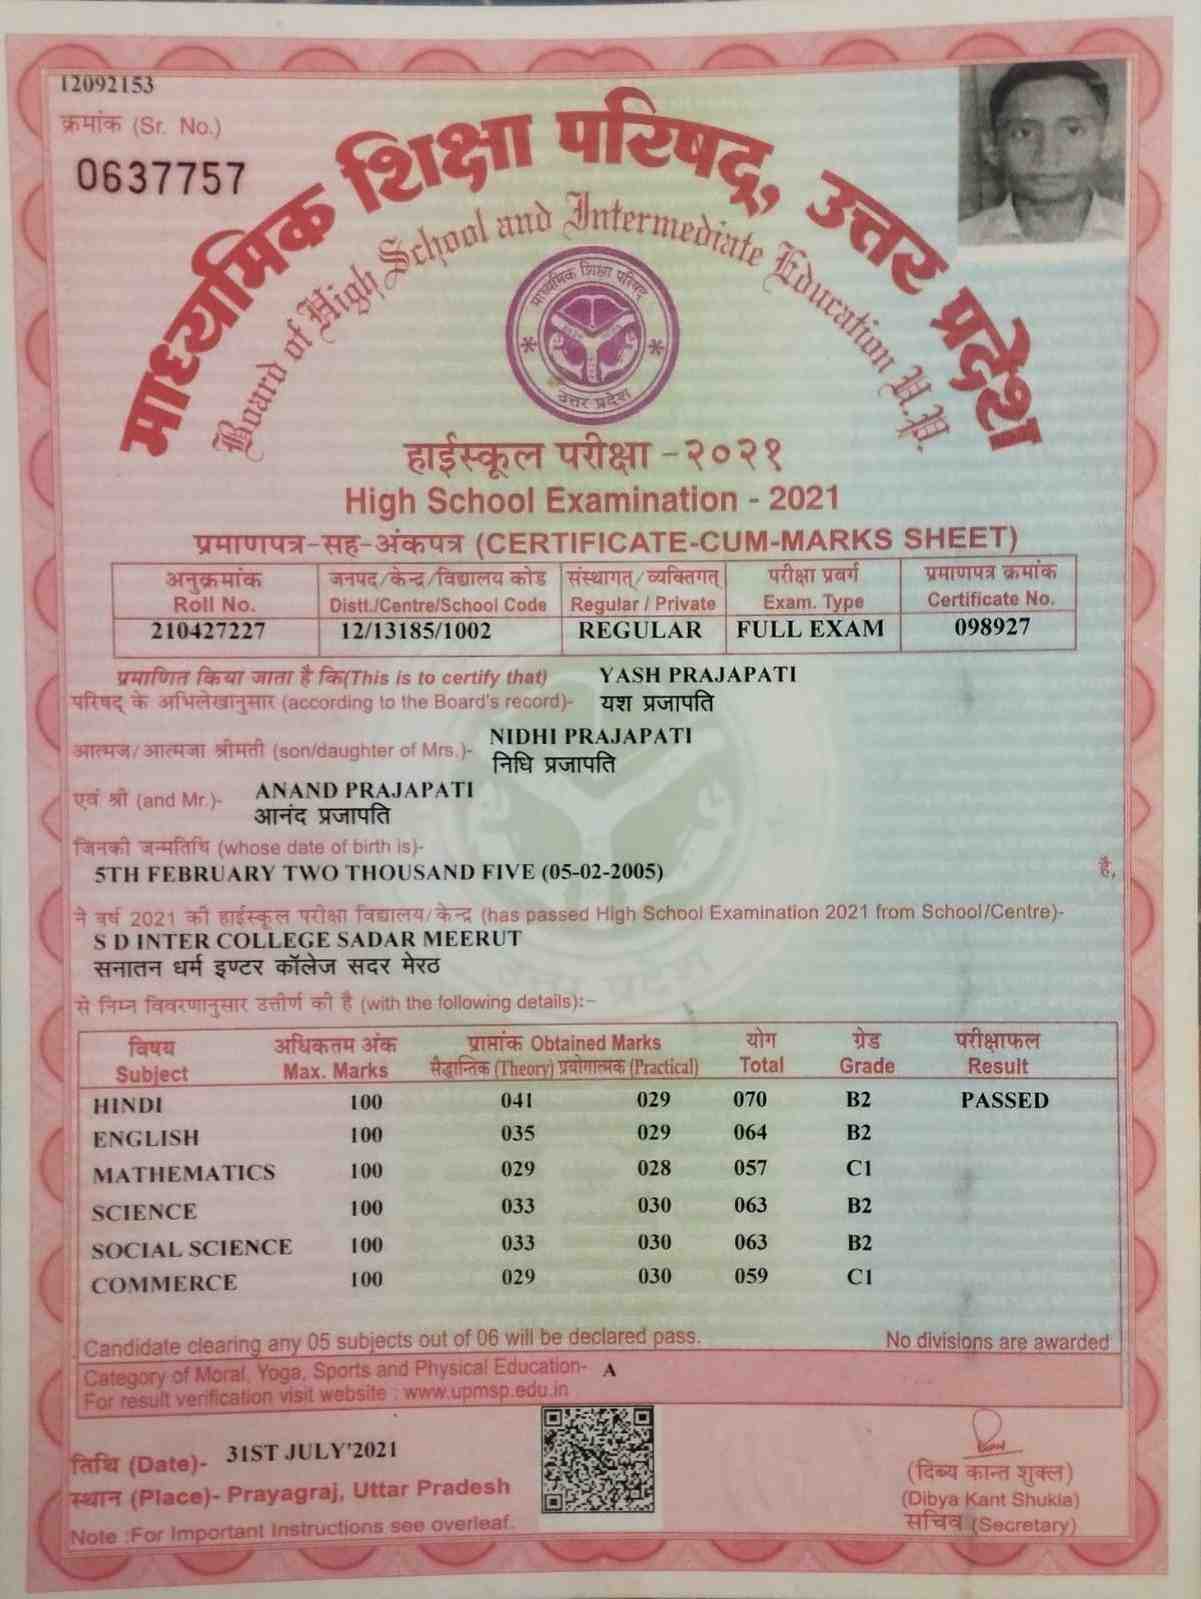 12092153
क्रमांक (Sr. No.)
0637757
माध्यमिक शिक्षा परिषद्, उत्तर प्रदेश
Board of High School and Intermediate Education U.P.
माध्यमिक शिक्षा परिषद्
उत्तर प्रदेश
हाईस्कूल परीक्षा -२०२१
High School Examination - 2021
प्रमाणपत्र-सह-अंकपत्र (CERTIFICATE-CUM-MARKS SHEET)
अनुक्रमांक जनपद/केन्द्र/विद्यालय कोड संस्थागत्/व्यक्तिगत् परीक्षा प्रवर्ग प्रमाणपत्र क्रमांक
Roll No. Distt./Centre/School Code Regular / Private Exam. Type Certificate No.
210427227 12/13185/1002 REGULAR FULL EXAM 098927
प्रमाणित किया जाता है कि(This is to certify that) YASH PRAJAPATI
परिषद् के अभिलेखानुसार (according to the Board's record)- यश प्रजापति
आत्मज/आत्मजा श्रीमती (son/daughter of Mrs.)- NIDHI PRAJAPATI
निधि प्रजापति
एवं श्री (and Mr.)- ANAND PRAJAPATI
आनंद प्रजापति
जिनकी जन्मतिथि (whose date of birth is)-
5TH FEBRUARY TWO THOUSAND FIVE (05-02-2005) है,
ने वर्ष 2021 की हाईस्कूल परीक्षा विद्यालय/केन्द्र (has passed High School Examination 2021 from School/Centre)-
S D INTER COLLEGE SADAR MEERUT
सनातन धर्म इण्टर कॉलेज सदर मेरठ
से निम्न विवरणानुसार उत्तीर्ण की है (with the following details):-
विषय अधिकतम अंक प्राप्तांक Obtained Marks योग ग्रेड परीक्षाफल
Subject Max. Marks सैद्धान्तिक (Theory) प्रयोगात्मक (Practical) Total Grade Result
HINDI 100 041 029 070 B2 PASSED
ENGLISH 100 035 029 064 B2
MATHEMATICS 100 029 028 057 C1
SCIENCE 100 033 030 063 B2
SOCIAL SCIENCE 100 033 030 063 B2
COMMERCE 100 029 030 059 C1
Candidate clearing any 05 subjects out of 06 will be declared pass. No divisions are awarded
Category of Moral, Yoga, Sports and Physical Education- A
For result verification visit website : www.upmsp.edu.in
तिथि (Date)- 31ST JULY'2021
स्थान (Place)- Prayagraj, Uttar Pradesh
Note :For Important Instructions see overleaf.
(दिब्य कान्त शुक्ल)
(Dibya Kant Shukla)
सचिव (Secretary)